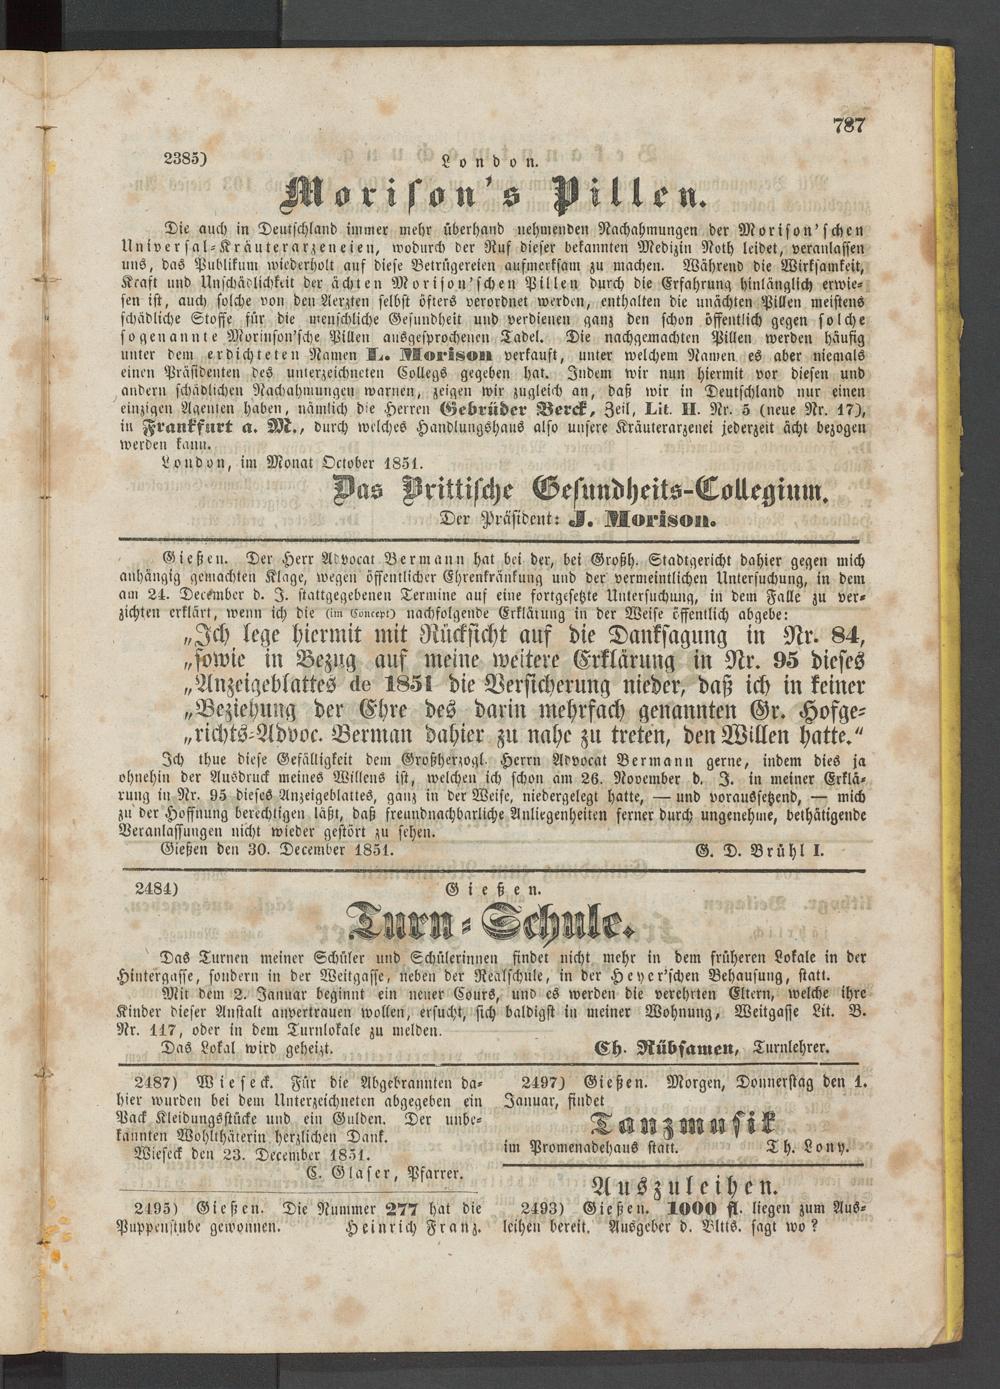 787
2385) London.
Morison's Pillen.
Die auch in Deutschland immer mehr überhand nehmenden Nachahmungen der Morison'schen
Universal-Kräuterarzeneien, wodurch der Ruf dieser bekannten Medizin Noth leidet, veranlassen
uns, das Publikum wiederholt auf diese Betrügereien aufmerksam zu machen. Während die Wirksamkeit,
Kraft und Unschädlichkeit der ächten Morison'schen Pillen durch die Erfahrung hinlänglich erwie-
sen ist, auch solche von den Aerzten selbst öfters verordnet werden, enthalten die unächten Pillen meistens
schädliche Stoffe für die menschliche Gesundheit und verdienen ganz den schon öffentlich gegen solche
sogenannte Morinson'sche Pillen ausgesprochenen Tadel. Die nachgemachten Pillen werden häufig
unter dem erdichteten Namen L. Morison verkauft, unter welchem Namen es aber niemals
einen Präsidenten des unterzeichneten Collegs gegeben hat. Indem wir nun hiermit vor diesen und
andern schädlichen Nachahmungen warnen, zeigen wir zugleich an, daß wir in Deutschland nur einen
einzigen Agenten haben, nämlich die Herren Gebrüder Berck, Zeil, Lit. H. Nr. 5 (neue Nr. 17),
in Frankfurt a. M., durch welches Handlungshaus also unsere Kräuterarzenei jederzeit ächt bezogen
werden kann.
London, im Monat October 1851.
Das Brittische Gesundheits-Collegium.
Der Präsident: J. Morison.
Gießen. Der Herr Advocat Bermann hat bei der, bei Großh. Stadtgericht dahier gegen mich
anhängig gemachten Klage, wegen öffentlicher Ehrenkränkung und der vermeintlichen Untersuchung, in dem
am 24. December d. J. stattgegebenen Termine auf eine fortgesetzte Untersuchung, in dem Falle zu ver-
zichten erklärt, wenn ich die (im Concept) nachfolgende Erklärung in der Weise öffentlich abgebe:
„Ich lege hiermit mit Rücksicht auf die Danksagung in Nr. 84,
„sowie in Bezug auf meine weitere Erklärung in Nr. 95 dieses
„Anzeigeblattes de 1851 die Versicherung nieder, daß ich in keiner
„Beziehung der Ehre des darin mehrfach genannten Gr. Hofge-
„richts-Advoc. Berman dahier zu nahe zu treten, den Willen hatte.“
Ich thue diese Gefälligkeit dem Großherzogl. Herrn Advocat Bermann gerne, indem dies ja
ohnehin der Ausdruck meines Willens ist, welchen ich schon am 26. November d. J. in meiner Erklä-
rung in Nr. 95 dieses Anzeigeblattes, ganz in der Weise, niedergelegt hatte, — und voraussetzend, — mich
zu der Hoffnung berechtigen läßt, daß freundnachbarliche Anliegenheiten ferner durch ungenehme, bethätigende
Veranlassungen nicht wieder gestört zu sehen.
Gießen den 30. December 1851. G. D. Brühl I.
2484) Gießen.
Turn-Schule.
Das Turnen meiner Schüler und Schülerinnen findet nicht mehr in dem früheren Lokale in der
Hintergasse, sondern in der Weitgasse, neben der Realschule, in der Heyer'schen Behausung, statt.
Mit dem 2. Januar beginnt ein neuer Cours, und es werden die verehrten Eltern, welche ihre
Kinder dieser Anstalt anvertrauen wollen, ersucht, sich baldigst in meiner Wohnung, Weitgasse Lit. B.
Nr. 117, oder in dem Turnlokale zu melden.
Das Lokal wird geheizt. Ch. Rübsamen, Turnlehrer.
2487) Wieseck. Für die Abgebrannten da-
hier wurden bei dem Unterzeichneten abgegeben ein
Pack Kleidungsstücke und ein Gulden. Der unbe-
kannten Wohlthäterin herzlichen Dank.
Wieseck den 23. December 1851.
C. Glaser, Pfarrer.
2495) Gießen. Die Nummer 277 hat die
Puppenstube gewonnen. Heinrich Franz.
2497) Gießen. Morgen, Donnerstag den 1.
Januar, findet
Tanzmusik
im Promenadehaus statt. Th. Lony.
Auszuleihen.
2493) Gießen. 1000 fl. liegen zum Aus-
leihen bereit. Ausgeber d. Bltts. sagt wo?